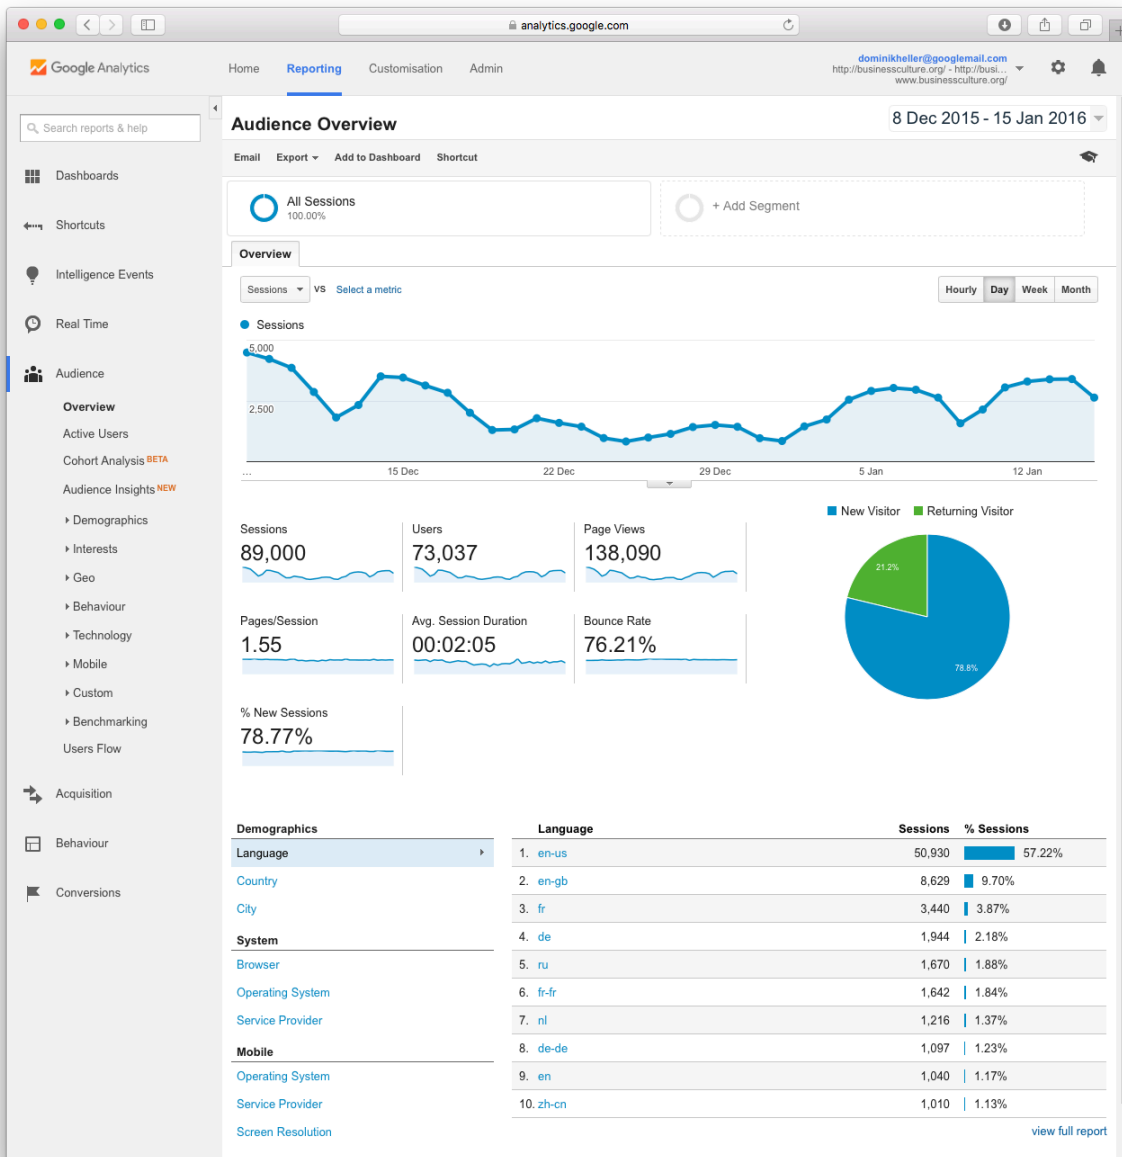 analytics.google.com
Google Analytics
Home Reporting Customisation Admin
dominikheller@googlemail.com
http://businessculture.org/ - http://busi...
www.businessculture.org/
Search reports & help
Audience Overview
8 Dec 2015 - 15 Jan 2016
Email Export Add to Dashboard Shortcut
Dashboards
Shortcuts
Intelligence Events
Real Time
Audience
Overview
Active Users
Cohort Analysis BETA
Audience Insights NEW
Demographics
Interests
Geo
Behaviour
Technology
Mobile
Custom
Benchmarking
Users Flow
Acquisition
Behaviour
Conversions
All Sessions
100.00%
+ Add Segment
Overview
Sessions VS Select a metric
Hourly Day Week Month
Sessions
5,000
2,500
... 15 Dec 22 Dec 29 Dec 5 Jan 12 Jan
New Visitor Returning Visitor
21.2%
78.8%
Sessions
89,000
Users
73,037
Page Views
138,090
Pages/Session
1.55
Avg. Session Duration
00:02:05
Bounce Rate
76.21%
% New Sessions
78.77%
Demographics
Language
Country
City
System
Browser
Operating System
Service Provider
Mobile
Operating System
Service Provider
Screen Resolution
Language Sessions % Sessions
1. en-us 50,930 57.22%
2. en-gb 8,629 9.70%
3. fr 3,440 3.87%
4. de 1,944 2.18%
5. ru 1,670 1.88%
6. fr-fr 1,642 1.84%
7. nl 1,216 1.37%
8. de-de 1,097 1.23%
9. en 1,040 1.17%
10. zh-cn 1,010 1.13%
view full report